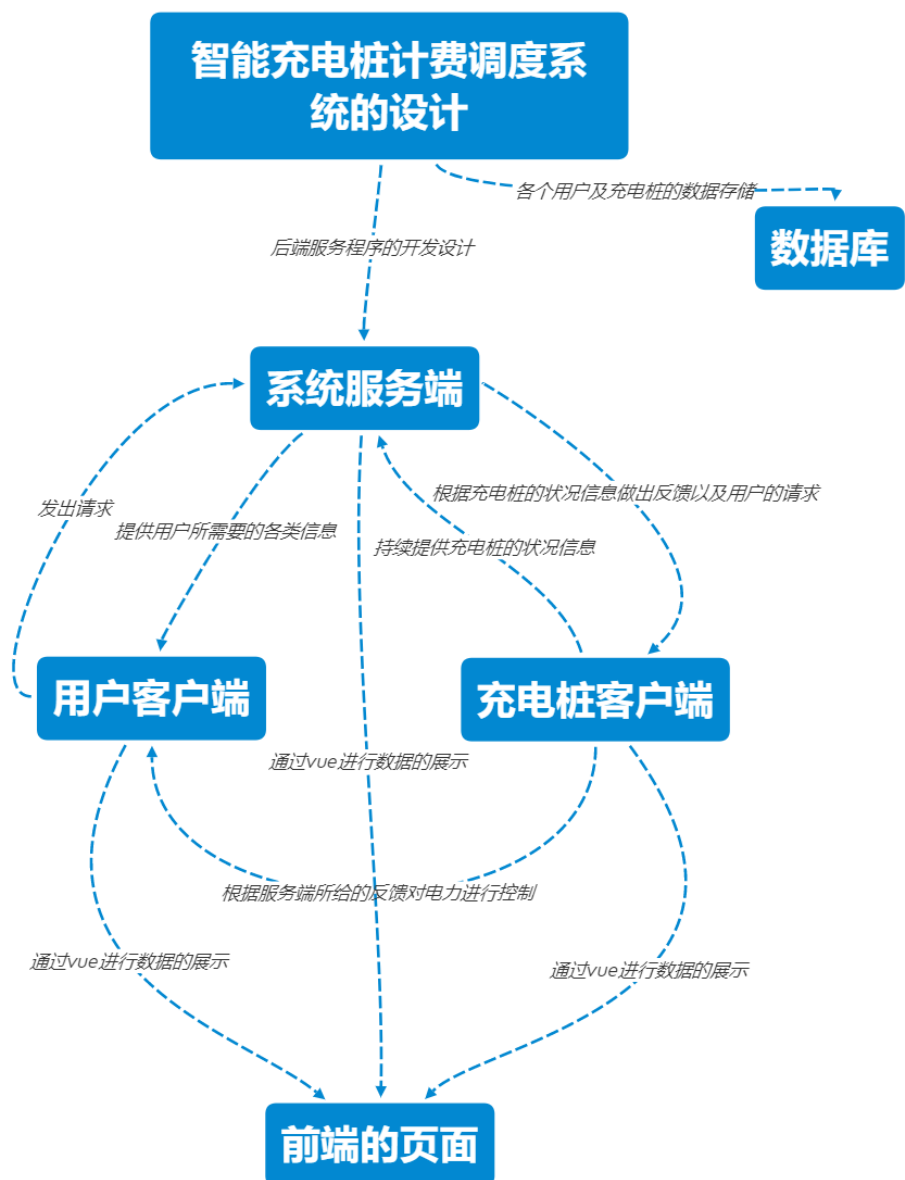 智能充电桩计费调度系
统的设计
各个用户及充电桩的数据存储
数据库
后端服务程序的开发设计
系统服务端
根据充电桩的状况信息做出反馈以及用户的请求
发出请求
提供用户所需要的各类信息
持续提供充电桩的状况信息
用户客户端
充电桩客户端
通过vue进行数据的展示
根据服务端所给的反馈对电力进行控制
通过vue进行数据的展示
通过vue进行数据的展示
前端的页面